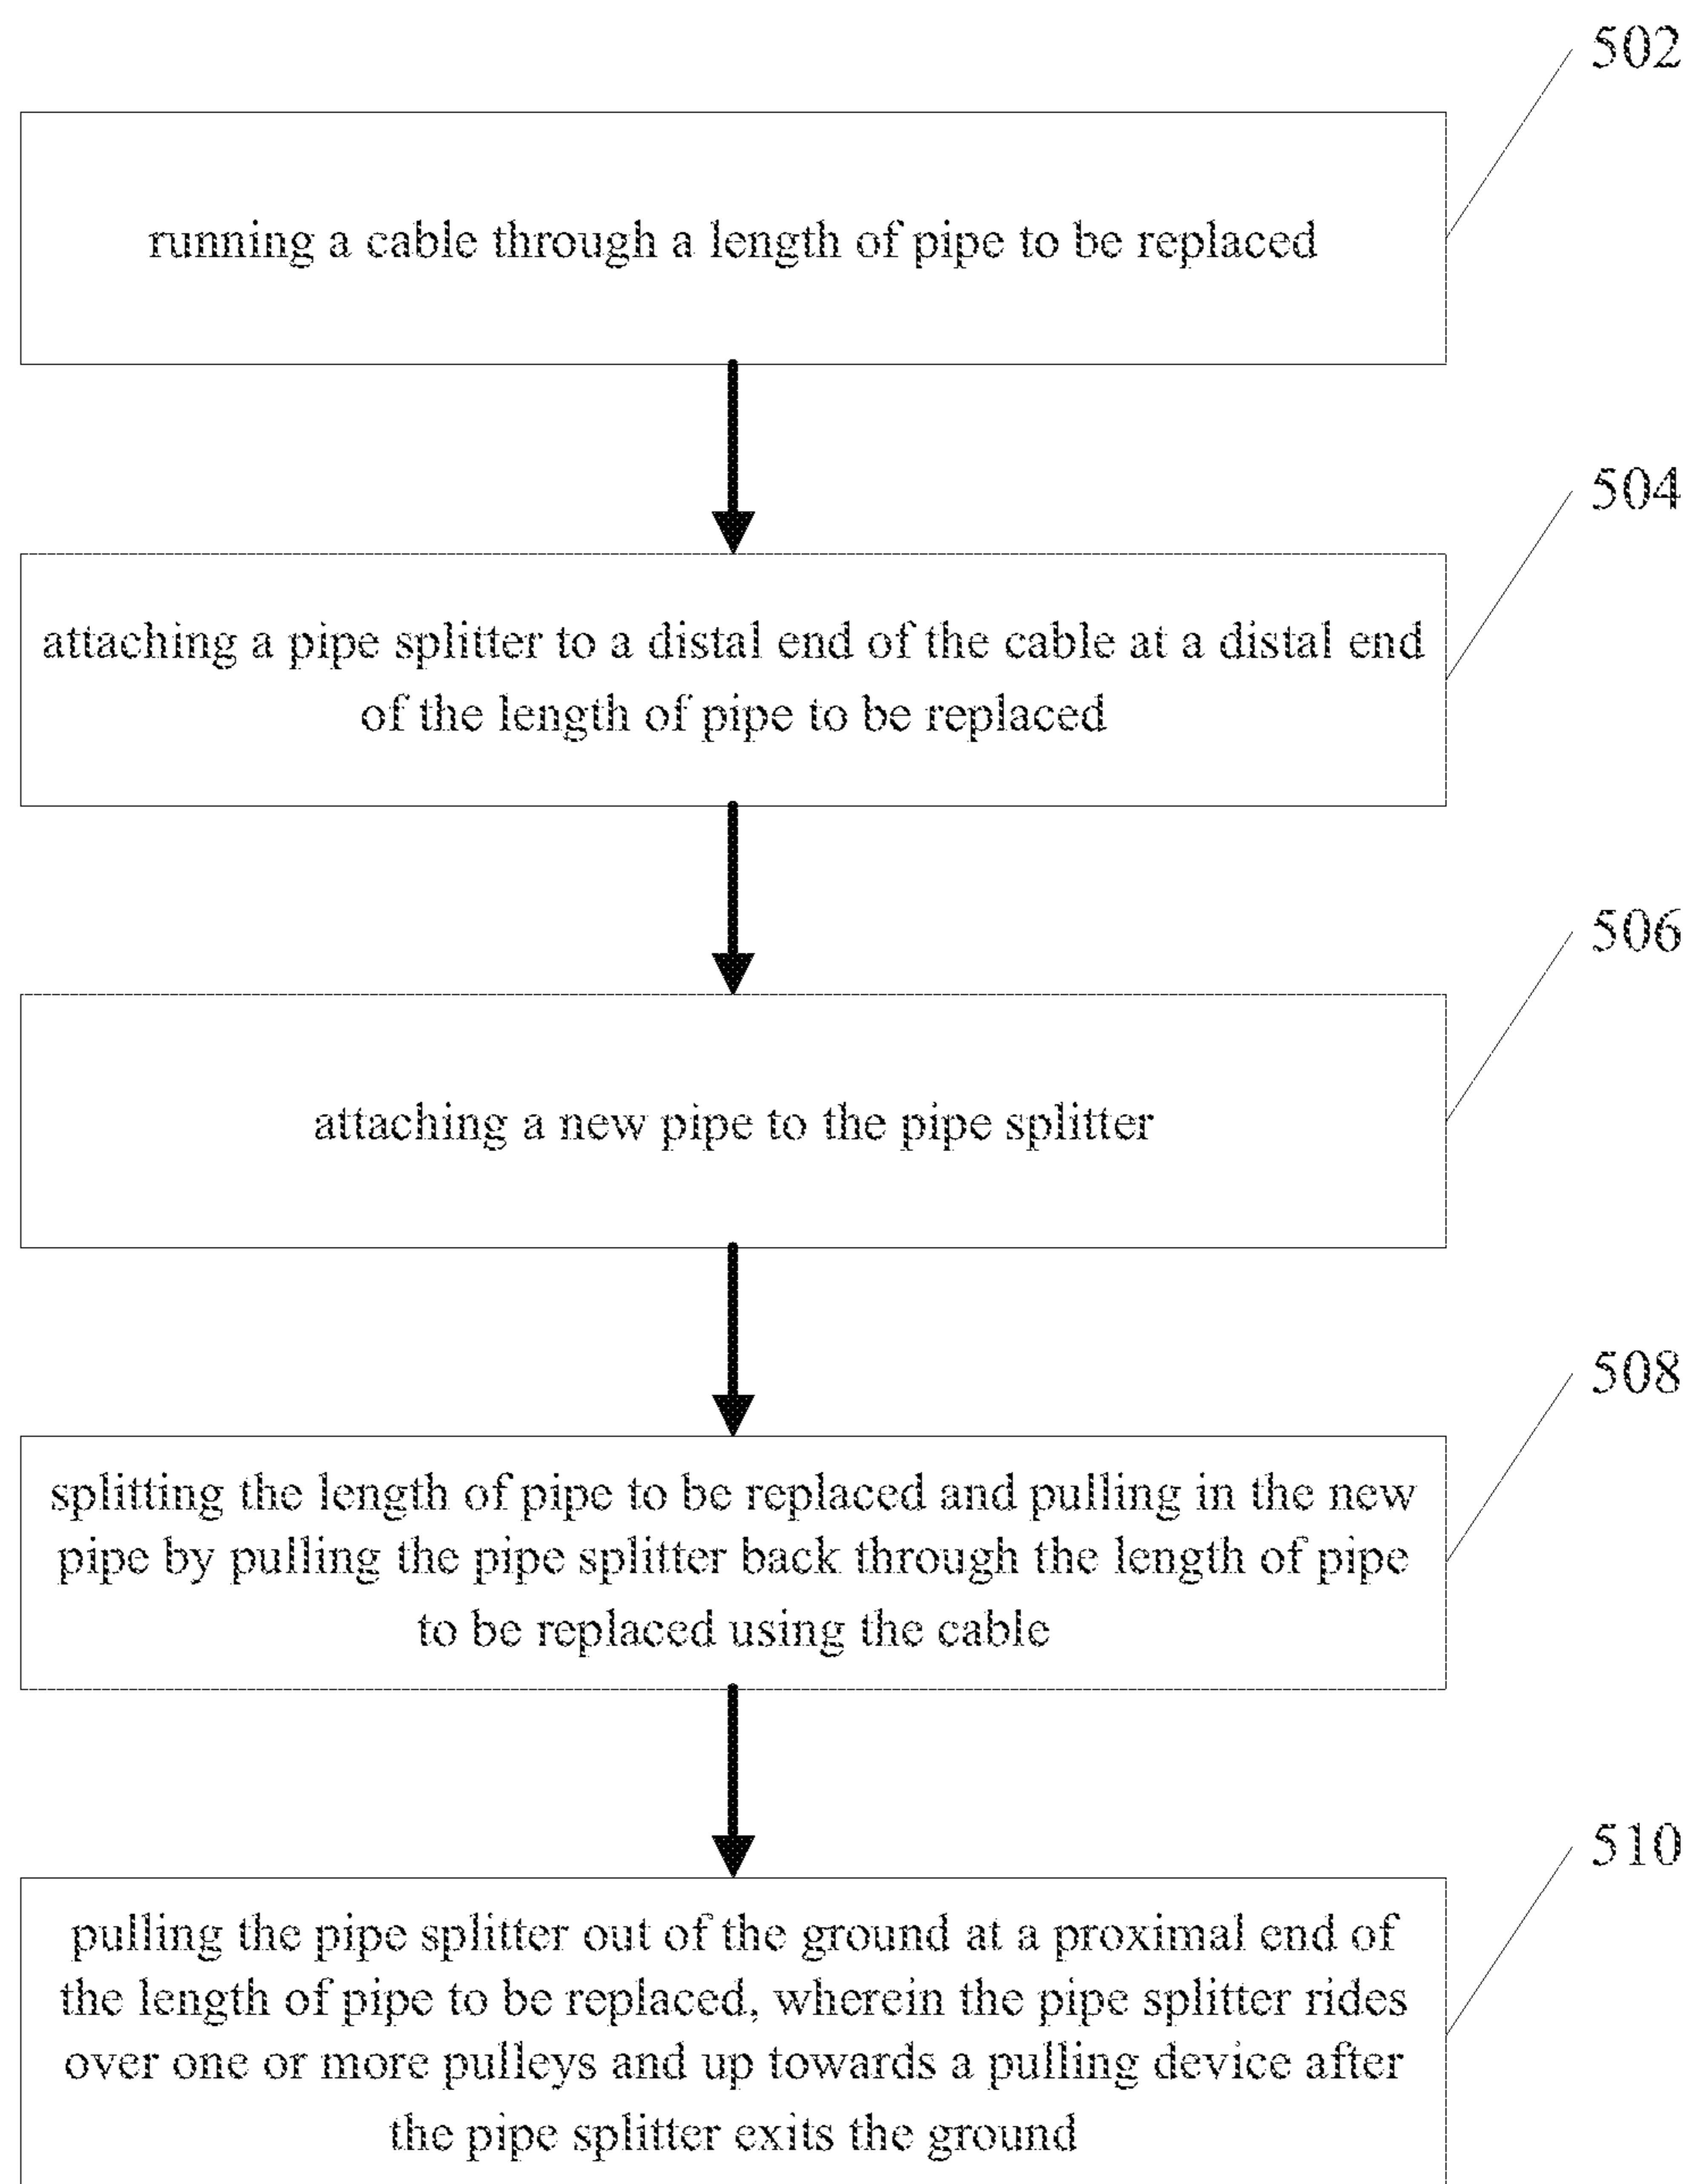 502
running a cable through a length of pipe to be replaced
504
attaching a pipe splitter to a distal end of the cable at a distal end
of the length of pipe to be replaced
506
attaching a new pipe to the pipe splitter
508
splitting the length of pipe to be replaced and pulling in the new
pipe by pulling the pipe splitter back through the length of pipe
to be replaced using the cable
510
pulling the pipe splitter out of the ground at a proximal end of
the length of pipe to be replaced, wherein the pipe splitter rides
over one or more pulleys and up towards a pulling device after
the pipe splitter exits the ground